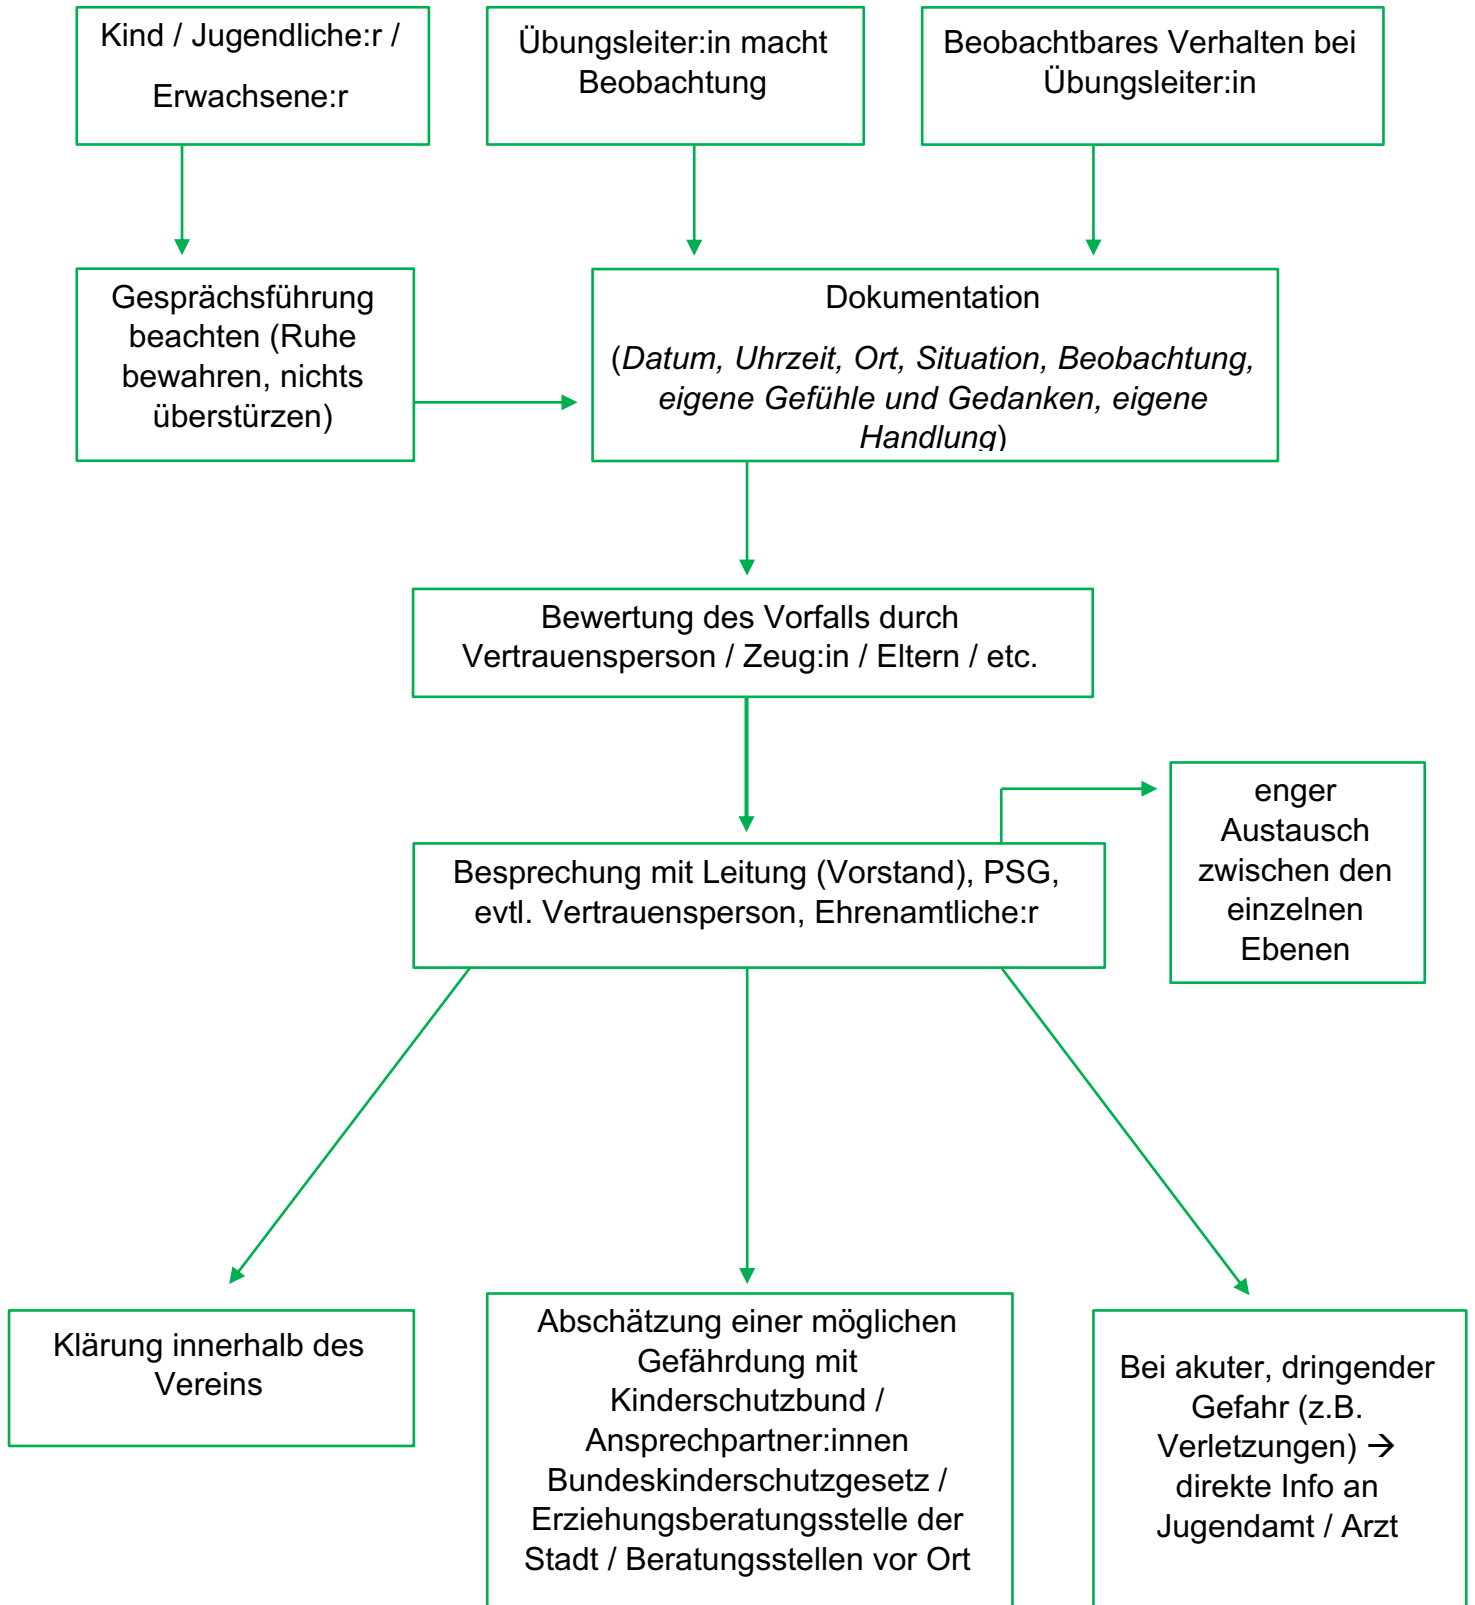 Kind / Jugendliche:r /
Erwachsene:r
Übungsleiter:in macht
Beobachtung
Beobachtbares Verhalten bei
Übungsleiter:in
Gesprächsführung
beachten (Ruhe
bewahren, nichts
überstürzen)
Dokumentation
(Datum, Uhrzeit, Ort, Situation, Beobachtung,
eigene Gefühle und Gedanken, eigene
Handlung)
Bewertung des Vorfalls durch
Vertrauensperson / Zeug:in / Eltern / etc.
enger
Austausch
zwischen den
einzelnen
Ebenen
Besprechung mit Leitung (Vorstand), PSG,
evtl. Vertrauensperson, Ehrenamtliche:r
Klärung innerhalb des
Vereins
Abschätzung einer möglichen
Gefährdung mit
Kinderschutzbund /
Ansprechpartner:innen
Bundeskinderschutzgesetz /
Erziehungsberatungsstelle der
Stadt / Beratungsstellen vor Ort
Bei akuter, dringender
Gefahr (z.B.
Verletzungen) →
direkte Info an
Jugendamt / Arzt